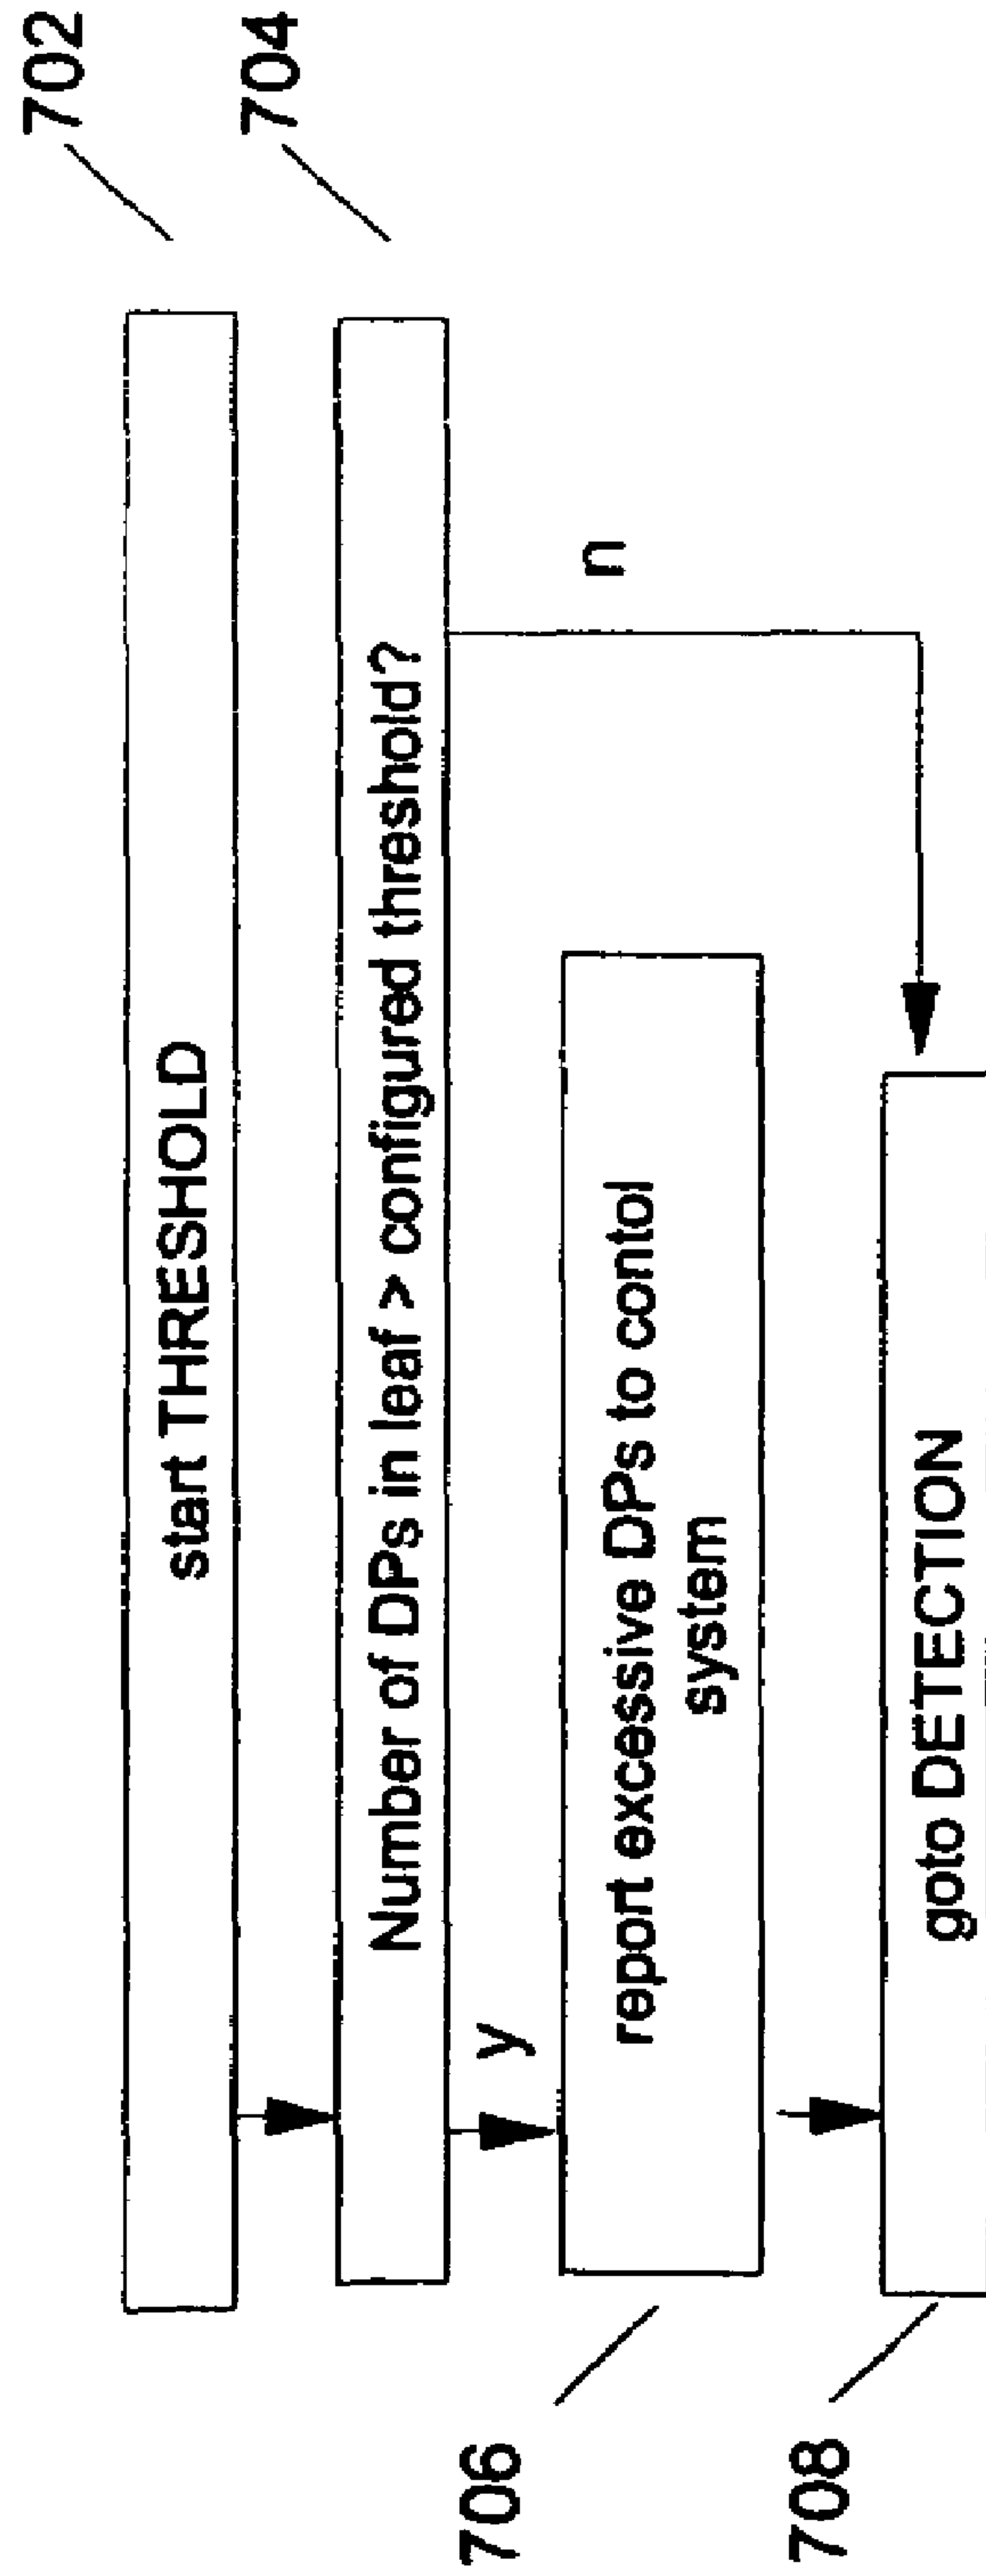 start THRESHOLD
702
Number of DPs in leaf > configured threshold?
704
y
n
706
report excessive DPs to contol
system
708
goto DETECTION